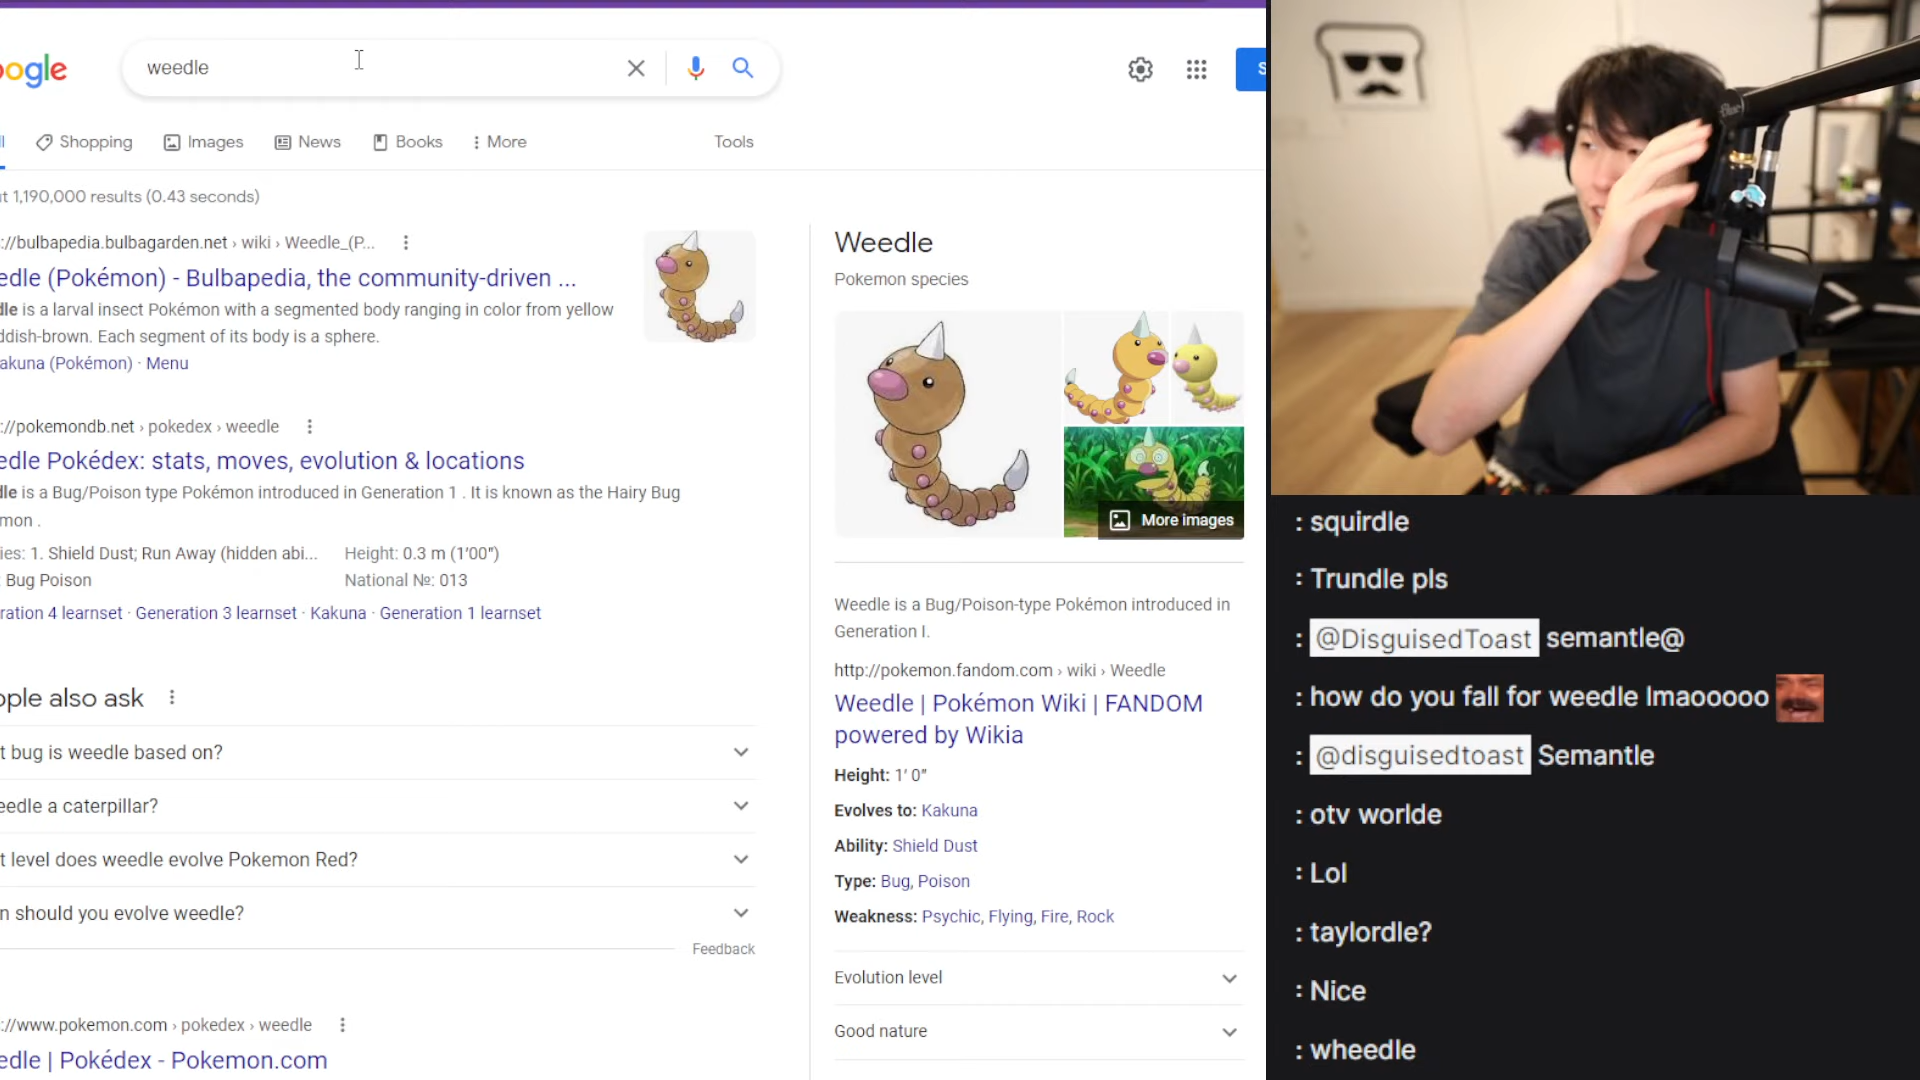 oogle
weedle
S
Shopping
Images
News
Books
More
Tools
t 1,190,000 results (0.43 seconds)
://bulbapedia.bulbagarden.net › wiki › Weedle_(P...
edle (Pokémon) - Bulbapedia, the community-driven ...
dle is a larval insect Pokémon with a segmented body ranging in color from yellow
ddish-brown. Each segment of its body is a sphere.
akuna (Pokémon) · Menu
://pokemondb.net › pokedex › weedle
edle Pokédex: stats, moves, evolution & locations
dle is a Bug/Poison type Pokémon introduced in Generation 1 . It is known as the Hairy Bug
mon .
ies: 1. Shield Dust; Run Away (hidden abi...
Height: 0.3 m (1'00")
: Bug Poison
National №: 013
ration 4 learnset · Generation 3 learnset · Kakuna · Generation 1 learnset
ople also ask
t bug is weedle based on?
eedle a caterpillar?
t level does weedle evolve Pokemon Red?
n should you evolve weedle?
Feedback
://www.pokemon.com › pokedex › weedle
edle | Pokédex - Pokemon.com
Weedle
Pokemon species
More images
Weedle is a Bug/Poison-type Pokémon introduced in
Generation I.
http://pokemon.fandom.com › wiki › Weedle
Weedle | Pokémon Wiki | FANDOM
powered by Wikia
Height: 1' 0"
Evolves to: Kakuna
Ability: Shield Dust
Type: Bug, Poison
Weakness: Psychic, Flying, Fire, Rock
Evolution level
Good nature
Blue
: squirdle
: Trundle pls
: @DisguisedToast semantle@
: how do you fall for weedle lmaooooo
: @disguisedtoast Semantle
: otv worlde
: Lol
: taylordle?
: Nice
: wheedle